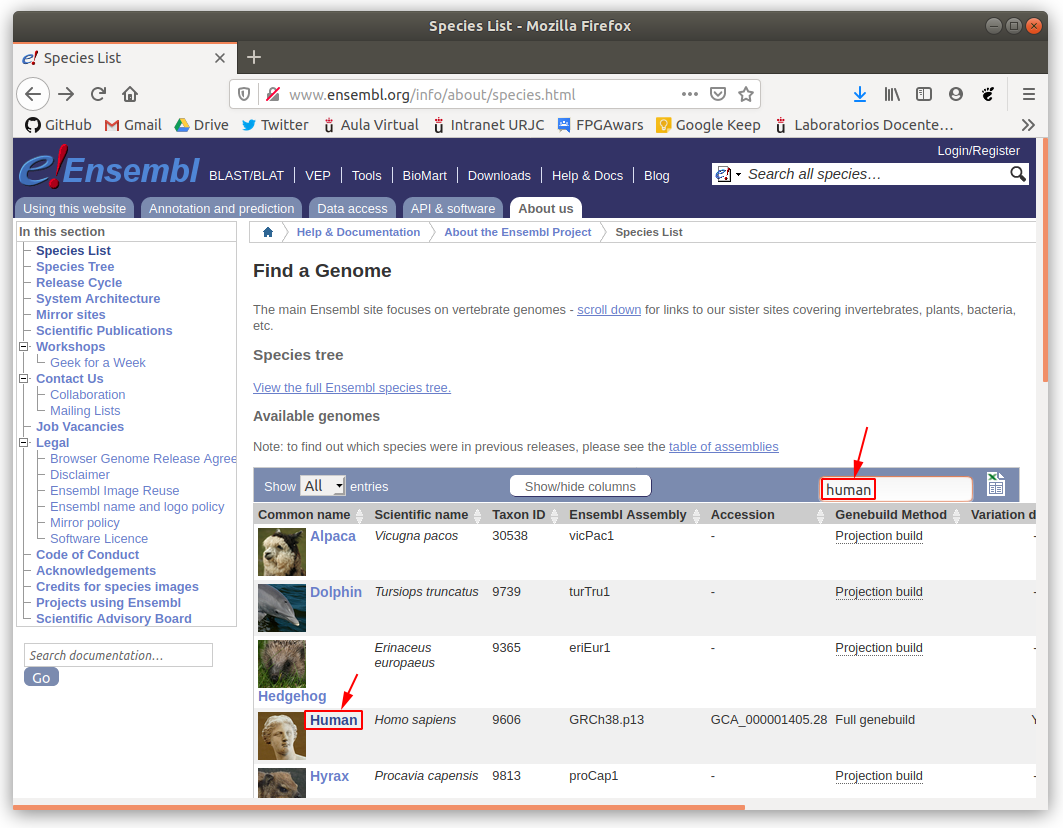 Species List - Mozilla Firefox
Species List
www.ensembl.org/info/about/species.html
GitHub Gmail Drive Twitter Aula Virtual Intranet URJC FPGAwars Google Keep Laboratorios Docente…
Login/Register
e!Ensembl BLAST/BLAT VEP Tools BioMart Downloads Help & Docs Blog Search all species…
Using this website Annotation and prediction Data access API & software About us
In this section
Species List
Species Tree
Release Cycle
System Architecture
Mirror sites
Scientific Publications
Workshops
Geek for a Week
Contact Us
Collaboration
Mailing Lists
Job Vacancies
Legal
Browser Genome Release Agree
Disclaimer
Ensembl Image Reuse
Ensembl name and logo policy
Mirror policy
Software Licence
Code of Conduct
Acknowledgements
Credits for species images
Projects using Ensembl
Scientific Advisory Board
Search documentation…
Go
Help & Documentation About the Ensembl Project Species List
Find a Genome
The main Ensembl site focuses on vertebrate genomes - scroll down for links to our sister sites covering invertebrates, plants, bacteria,
etc.
Species tree
View the full Ensembl species tree.
Available genomes
Note: to find out which species were in previous releases, please see the table of assemblies
Show All entries Show/hide columns human
Common name Scientific name Taxon ID Ensembl Assembly Accession Genebuild Method Variation d
Alpaca Vicugna pacos 30538 vicPac1 - Projection build -
Dolphin Tursiops truncatus 9739 turTru1 - Projection build -
Erinaceus 9365 eriEur1 - Projection build -
europaeus
Hedgehog
Human Homo sapiens 9606 GRCh38.p13 GCA_000001405.28 Full genebuild Y
Hyrax Procavia capensis 9813 proCap1 - Projection build -